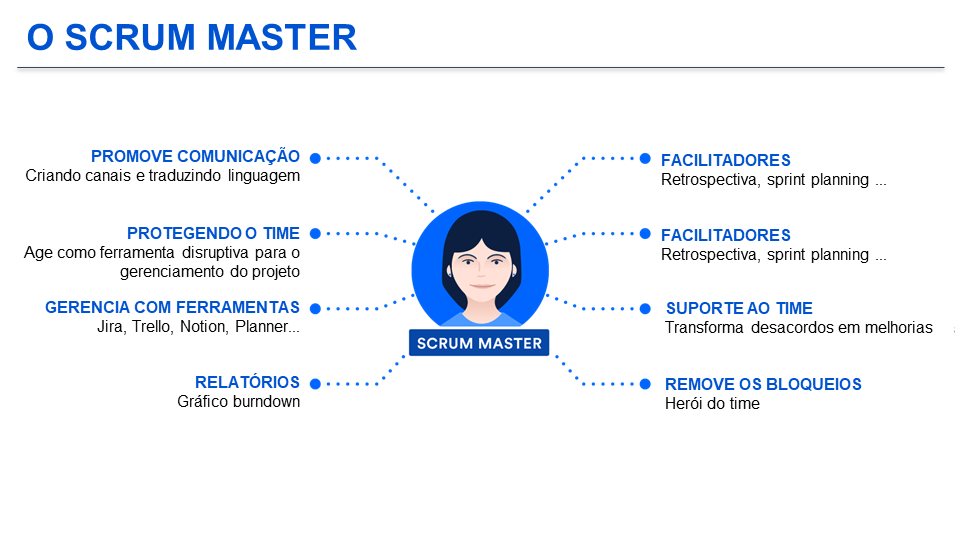 O SCRUM MASTER
PROMOVE COMUNICAÇÃO
Criando canais e traduzindo linguagem
PROTEGENDO O TIME
Age como ferramenta disruptiva para o
gerenciamento do projeto
GERENCIA COM FERRAMENTAS
Jira, Trello, Notion, Planner...
RELATÓRIOS
Gráfico burndown
SCRUM MASTER
FACILITADORES
Retrospectiva, sprint planning ...
FACILITADORES
Retrospectiva, sprint planning ...
SUPORTE AO TIME
Transforma desacordos em melhorias
REMOVE OS BLOQUEIOS
Herói do time